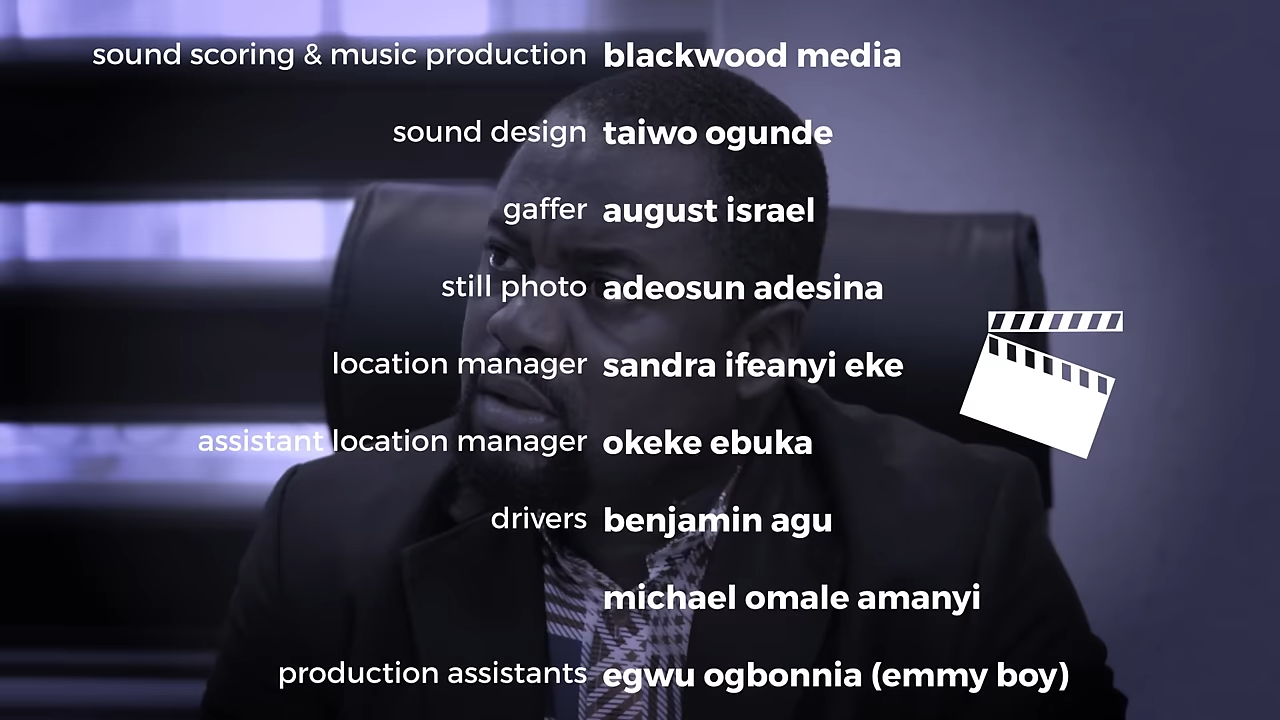 sound scoring & music production blackwood media
sound design taiwo ogunde
gaffer august israel
still photo adeosun adesina
location manager sandra ifeanyi eke
assistant location manager okeke ebuka
drivers benjamin agu
michael omale amanyi
production assistants egwu ogbonnia (emmy boy)